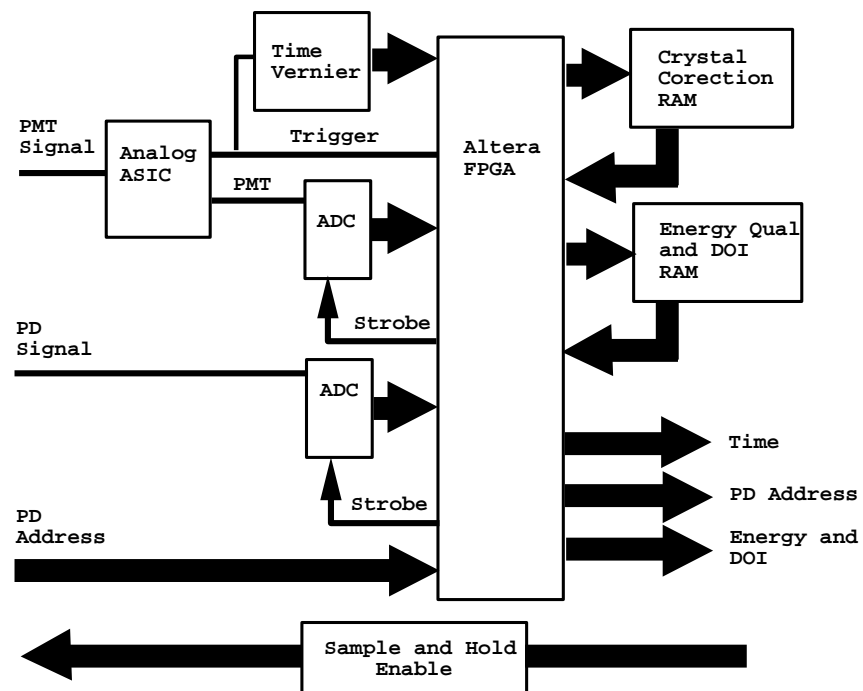 Time
Vernier
PMT
Signal
Analog
ASIC
Trigger
PMT
ADC
Strobe
Altera
FPGA
Crystal
Corection
RAM
Energy Qual
and DOI
RAM
PD
Signal
ADC
Strobe
PD
Address
Time
PD Address
Energy and
DOI
Sample and Hold
Enable